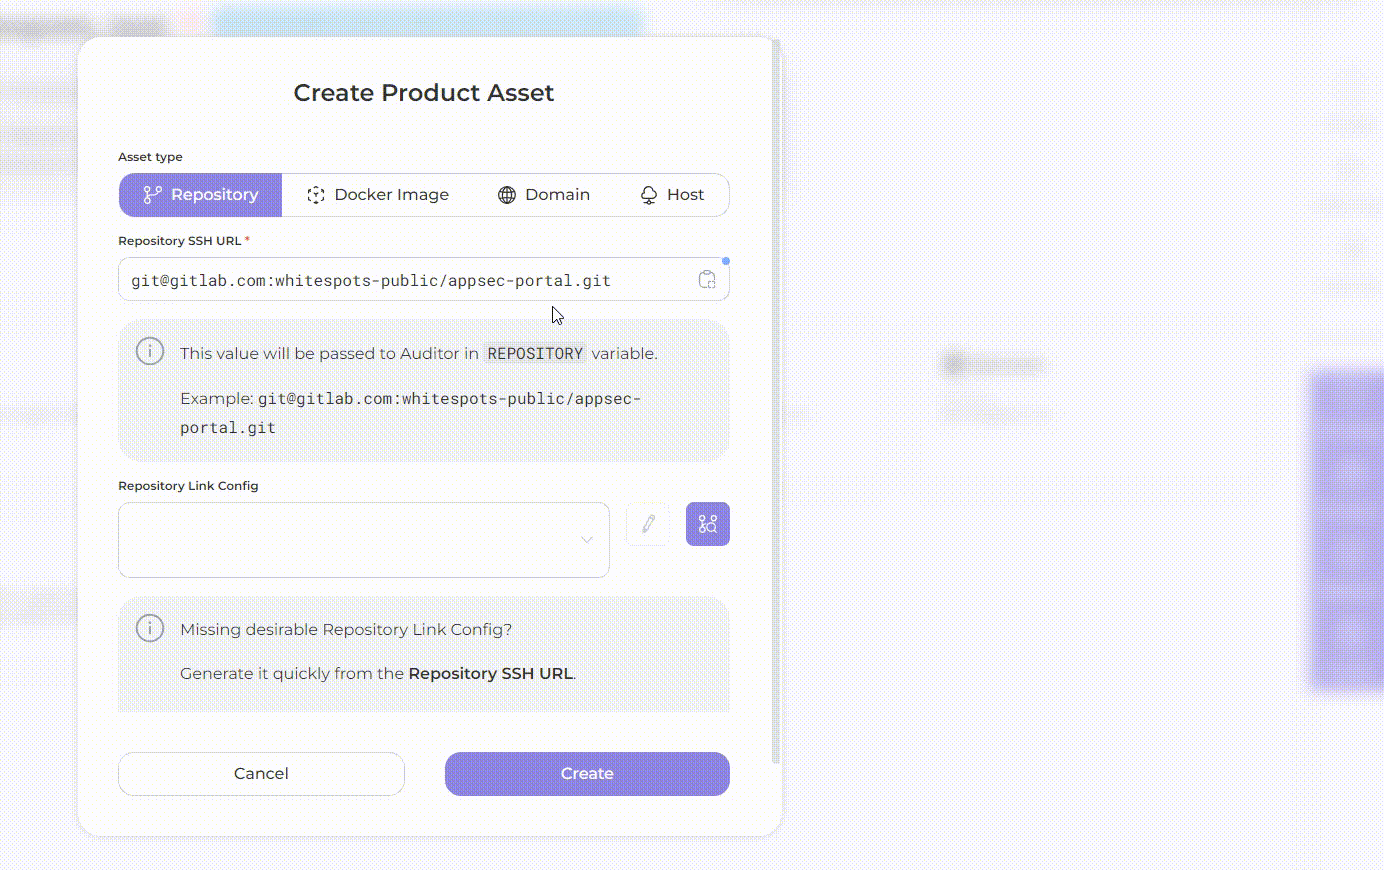 Create Product Asset
Asset type
Repository
Docker Image
Domain
Host
Repository SSH URL *
git@gitlab.com:whitespots-public/appsec-portal.git
This value will be passed to Auditor in REPOSITORY variable.
Example: git@gitlab.com:whitespots-public/appsec-
portal.git
Repository Link Config
Missing desirable Repository Link Config?
Generate it quickly from the Repository SSH URL.
Cancel
Create